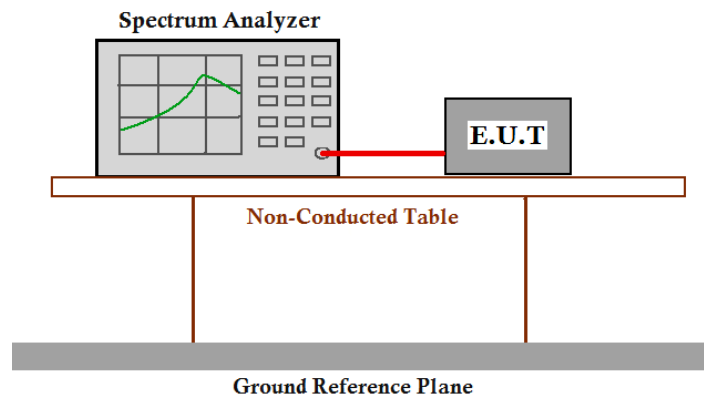 Spectrum Analyzer
E.U.T
Non-Conducted Table
Ground Reference Plane